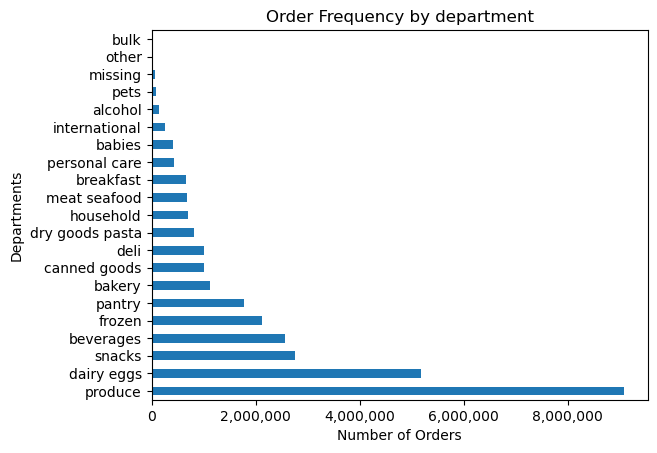 Order Frequency by department
Departments
bulk
other
missing
pets
alcohol
international
babies
personal care
breakfast
meat seafood
household
dry goods pasta
deli
canned goods
bakery
pantry
frozen
beverages
snacks
dairy eggs
produce
0 2,000,000 4,000,000 6,000,000 8,000,000
Number of Orders